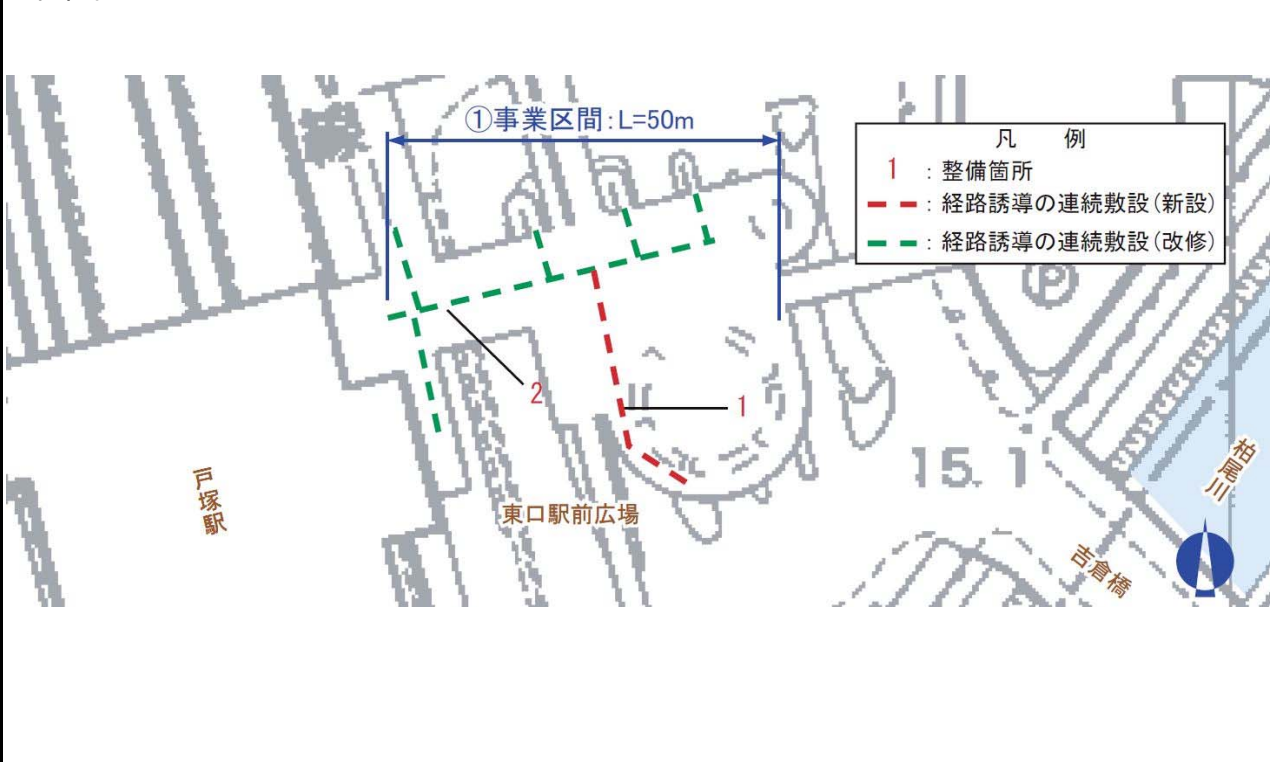 ①事業区間：L=50m
凡　例
1 ：整備箇所
：経路誘導の連続敷設（新設）
：経路誘導の連続敷設（改修）
P
2
1
15.1
柏尾川
戸塚駅
東口駅前広場
吉倉橋